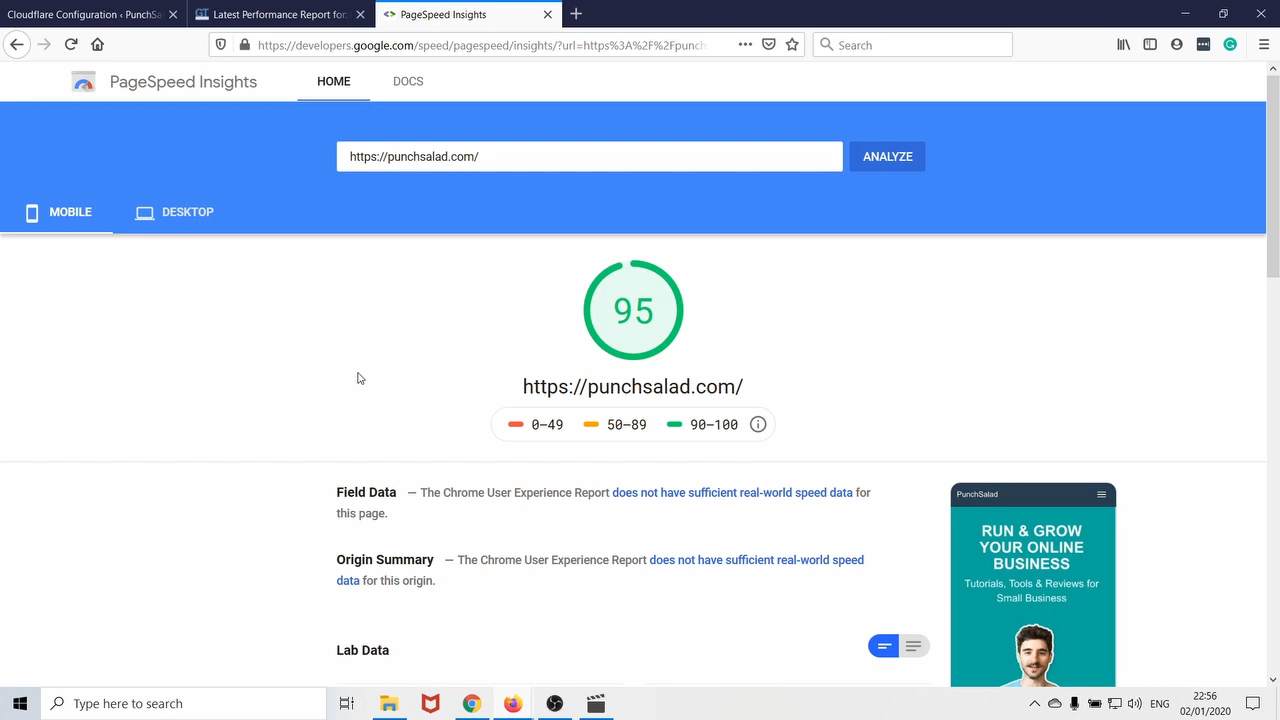 Cloudflare Configuration ‹ PunchSa
Latest Performance Report for:
PageSpeed Insights
https://developers.google.com/speed/pagespeed/insights/?url=https%3A%2F%2Fpunch
Search
PageSpeed Insights
HOME
DOCS
https://punchsalad.com/
ANALYZE
MOBILE
DESKTOP
95
https://punchsalad.com/
0–49
50–89
90–100
Field Data — The Chrome User Experience Report does not have sufficient real-world speed data for
this page.
Origin Summary — The Chrome User Experience Report does not have sufficient real-world speed
data for this origin.
Lab Data
PunchSalad
RUN & GROW
YOUR ONLINE
BUSINESS
Tutorials, Tools & Reviews for
Small Business
Type here to search
ENG
22:56
02/01/2020